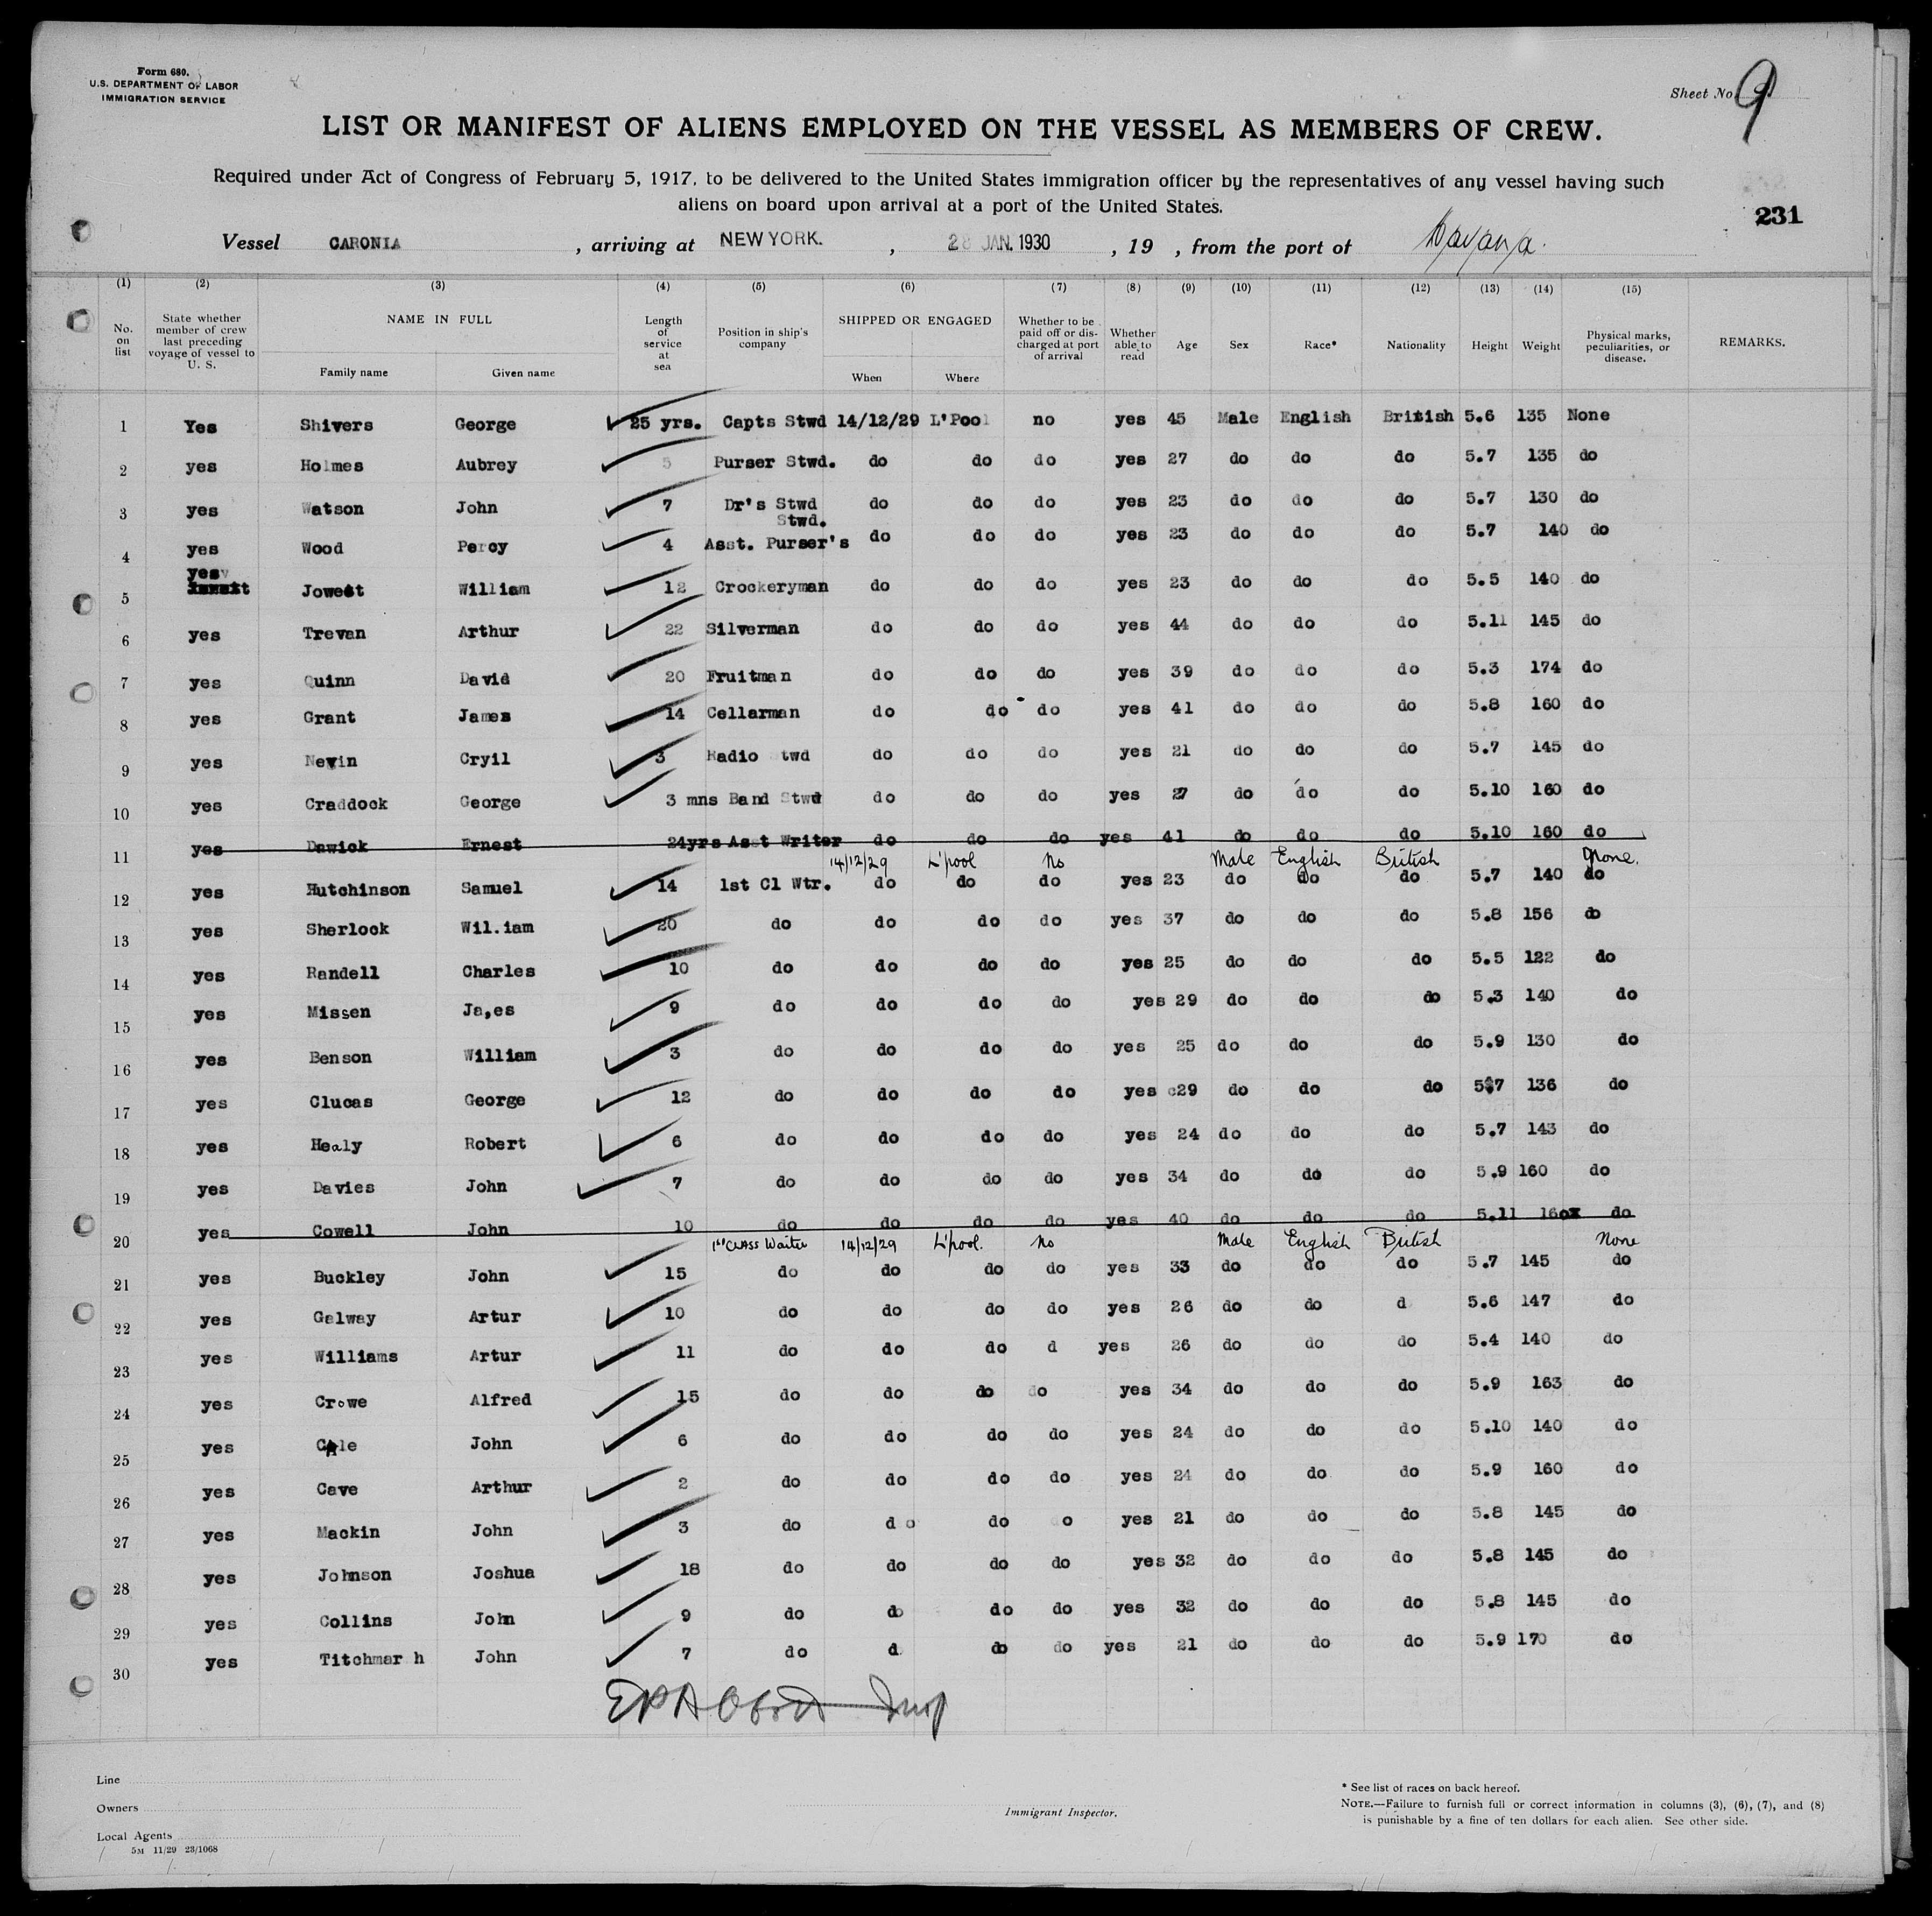 Form 680.
U.S. DEPARTMENT OF LABOR
IMMIGRATION SERVICE
Sheet No. 9
LIST OR MANIFEST OF ALIENS EMPLOYED ON THE VESSEL AS MEMBERS OF CREW.
Required under Act of Congress of February 5, 1917, to be delivered to the United States immigration officer by the representatives of any vessel having such
aliens on board upon arrival at a port of the United States.
231
Vessel CARONIA , arriving at NEW YORK. , 28 JAN. 1930 , 19 , from the port of Havana.
(1) (2) (3) (4) (5) (6) (7) (8) (9) (10) (11) (12) (13) (14) (15)
No. on list State whether member of crew last preceding voyage of vessel to U. S. NAME IN FULL Family name Given name Length of service at sea Position in ship's company SHIPPED OR ENGAGED When Where Whether to be paid off or discharged at port of arrival Whether able to read Age Sex Race* Nationality Height Weight Physical marks, peculiarities, or disease. REMARKS.
1 Yes Shivers George 25 yrs. Capts Stwd 14/12/29 L'Pool no yes 45 Male English British 5.6 135 None
2 yes Holmes Aubrey 5 Purser Stwd. do do do yes 27 do do do 5.7 135 do
3 yes Watson John 7 Dr's Stwd do do do yes 23 do do do 5.7 130 do
Stwd.
4 yes Wood Percy 4 Asst. Purser's do do do yes 23 do do do 5.7 140 do
5 yes Jowett William 12 Crockeryman do do do yes 23 do do do 5.5 140 do
6 yes Trevan Arthur 22 Silverman do do do yes 44 do do do 5.11 145 do
7 yes Quinn David 20 Fruitman do do do yes 39 do do do 5.3 174 do
8 yes Grant James 14 Cellarman do do do yes 41 do do do 5.8 160 do
9 yes Nevin Cryil 3 Radio twd do do do yes 21 do do do 5.7 145 do
10 yes Craddock George 3 mns Band Stwd do do do yes 27 do do do 5.10 160 do
11 yes Dawick Ernest 24yrs Asst Writer do do do yes 41 do do do 5.10 160 do
14/12/29 L'pool No Male English British None.
12 yes Hutchinson Samuel 14 1st Cl Wtr. do do do yes 23 do do do 5.7 140 do
13 yes Sherlock Wil.iam 20 do do do do yes 37 do do do 5.8 156 do
14 yes Randell Charles 10 do do do do yes 25 do do do 5.5 122 do
15 yes Missen Ja,es 9 do do do do yes 29 do do do 5.3 140 do
16 yes Benson William 3 do do do do yes 25 do do do 5.9 130 do
17 yes Clucas George 12 do do do do yes 29 do do do 5.7 136 do
18 yes Healy Robert 6 do do do do yes 24 do do do 5.7 143 do
19 yes Davies John 7 do do do do yes 34 do do do 5.9 160 do
20 yes Cowell John 10 do do do do yes 40 do do do 5.11 160x do
1st CLASS Waiter 14/12/29 L'pool. No Male English British None
21 yes Buckley John 15 do do do do yes 33 do do do 5.7 145 do
22 yes Galway Artur 10 do do do do yes 26 do do d 5.6 147 do
23 yes Williams Artur 11 do do do d yes 26 do do do 5.4 140 do
24 yes Crowe Alfred 15 do do do do yes 34 do do do 5.9 163 do
25 yes Cale John 6 do do do do yes 24 do do do 5.10 140 do
26 yes Cave Arthur 2 do do do do yes 24 do do do 5.9 160 do
27 yes Mackin John 3 do do do o yes 21 do do do 5.8 145 do
28 yes Johnson Joshua 18 do do do do yes 32 do do do 5.8 145 do
29 yes Collins John 9 do do do do yes 32 do do do 5.8 145 do
30 yes Titchmar h John 7 do d do do yes 21 do do do 5.9 170 do
Line
Owners
Local Agents
5M 11/29 23/1068
Immigrant Inspector.
* See list of races on back hereof.
NOTE.—Failure to furnish full or correct information in columns (3), (6), (7), and (8)
is punishable by a fine of ten dollars for each alien. See other side.